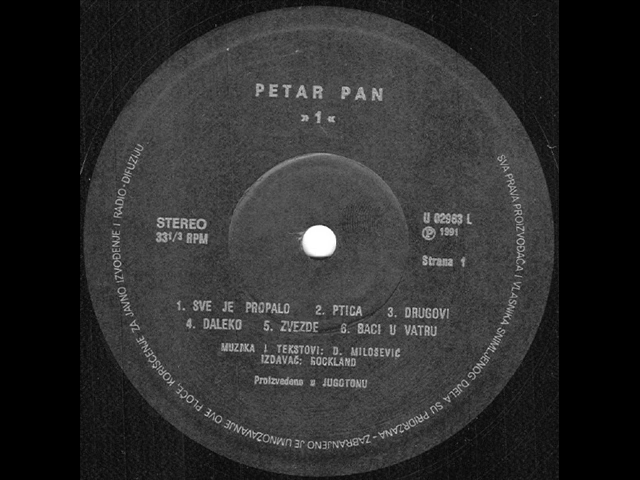 PETAR PAN
»1«
STEREO
33 1/3 RPM
U 02963 L
℗ 1991
Strana 1
1. SVE JE PROPALO 2. PTICA 3. DRUGOVI
4. DALEKO 5. ZVEZDE 6. BACI U VATRU
MUZIKA I TEKSTOVI: D. MILOSEVIĆ
IZDAVAČ: ROCKLAND
Proizvedeno u JUGOTONU
SVA PRAVA PROIZVOĐAČA I VLASNIKA SNIMLJENOG DJELA SU PRIDRŽANA - ZABRANJENO JE UMNOŽAVANJE OVE PLOČE, KORIŠĆENJE ZA JAVNO IZVOĐENJE I RADIO-DIFUZIJU